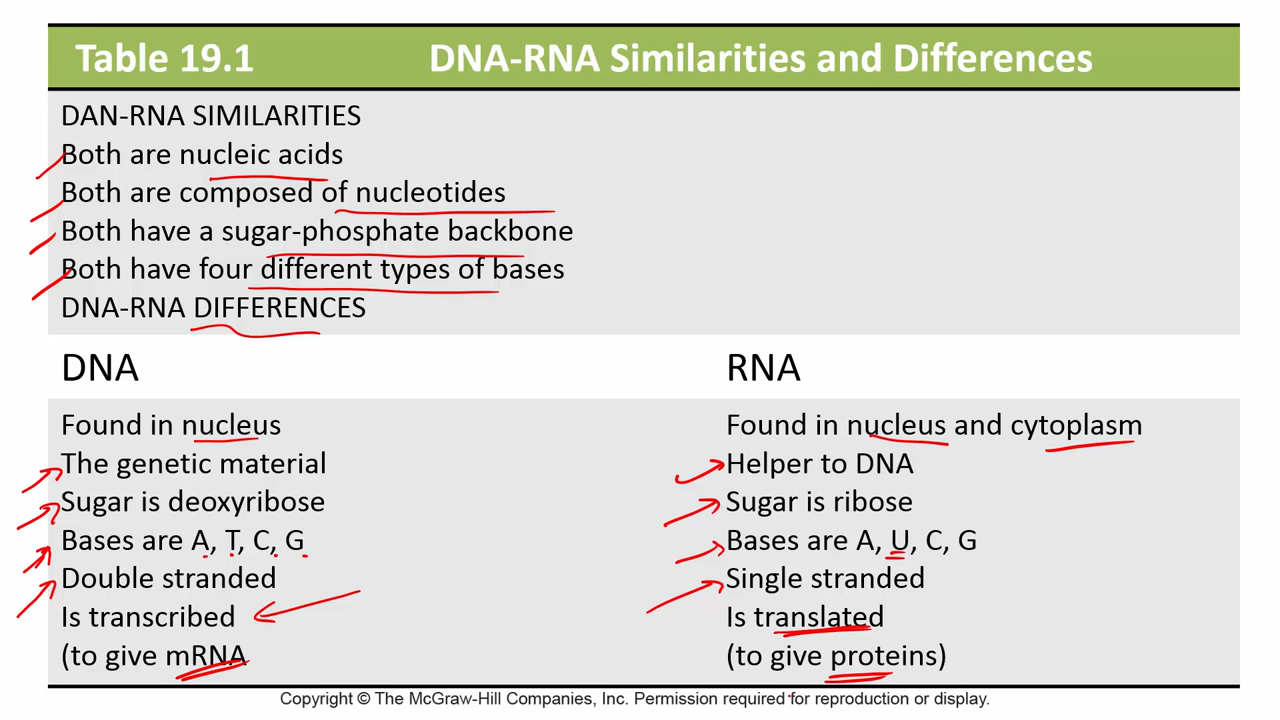 Table 19.1 DNA-RNA Similarities and Differences
DAN-RNA SIMILARITIES
Both are nucleic acids
Both are composed of nucleotides
Both have a sugar-phosphate backbone
Both have four different types of bases
DNA-RNA DIFFERENCES
DNA RNA
Found in nucleus Found in nucleus and cytoplasm
The genetic material Helper to DNA
Sugar is deoxyribose Sugar is ribose
Bases are A, T, C, G Bases are A, U, C, G
Double stranded Single stranded
Is transcribed Is translated
(to give mRNA (to give proteins)
Copyright © The McGraw-Hill Companies, Inc. Permission required for reproduction or display.